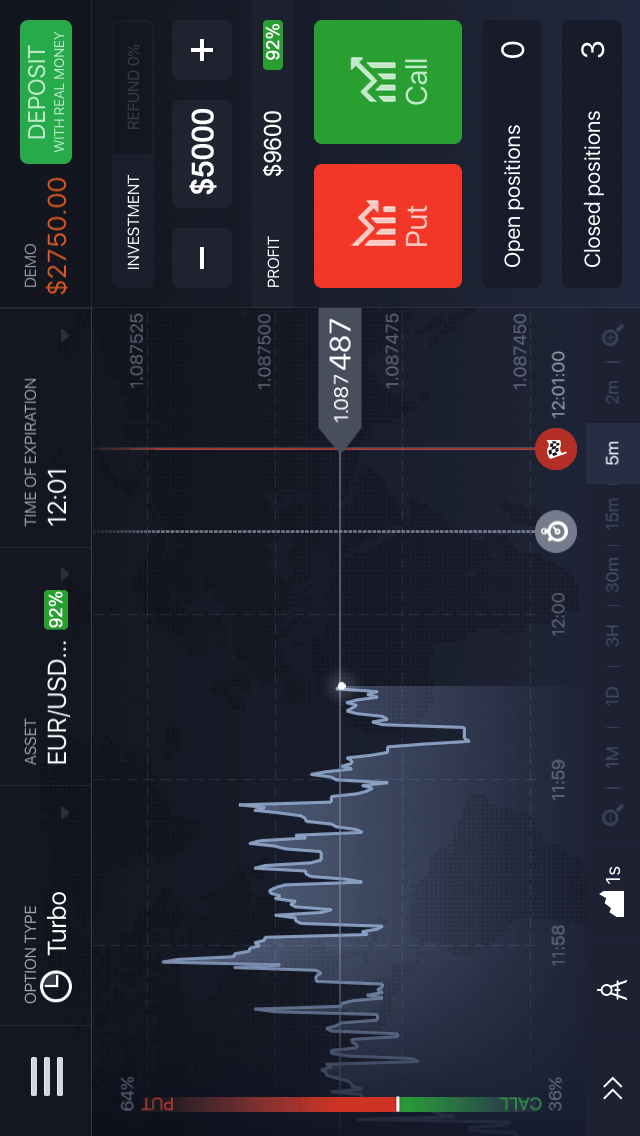 OPTION TYPE
Turbo
ASSET
EUR/USD... 92%
TIME OF EXPIRATION
12:01
DEMO
$2750.00
DEPOSIT
WITH REAL MONEY
64%
PUT
CALL
36%
1.087525
1.087500
1.087487
1.087475
1.087450
11:58
11:59
12:00
12:01:00
INVESTMENT
REFUND 0%
− $5000 +
PROFIT $9600 92%
Put
Call
Open positions 0
Closed positions 3
1s
1M
1D
3H
30m
15m
5m
2m